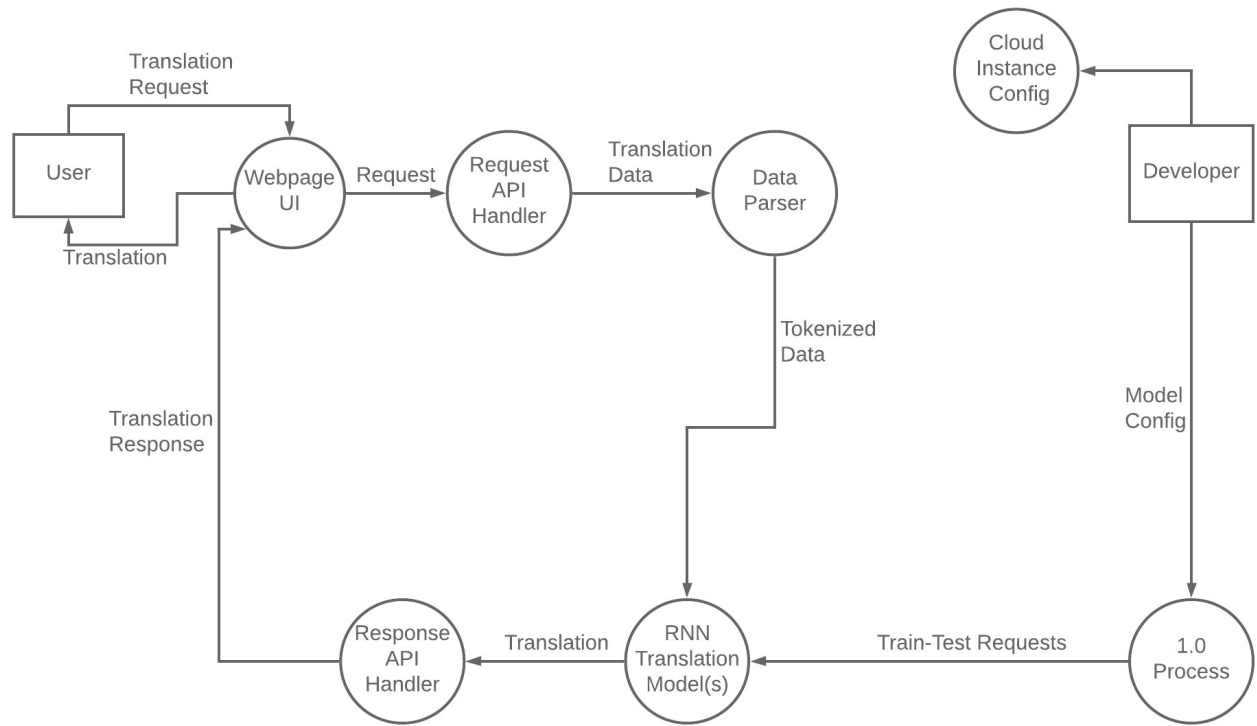 Translation
Request
Cloud
Instance
Config
User
Webpage
UI
Request
Request
API
Handler
Translation
Data
Data
Parser
Developer
Translation
Tokenized
Data
Translation
Response
Model
Config
Response
API
Handler
Translation
RNN
Translation
Model(s)
Train-Test Requests
1.0
Process